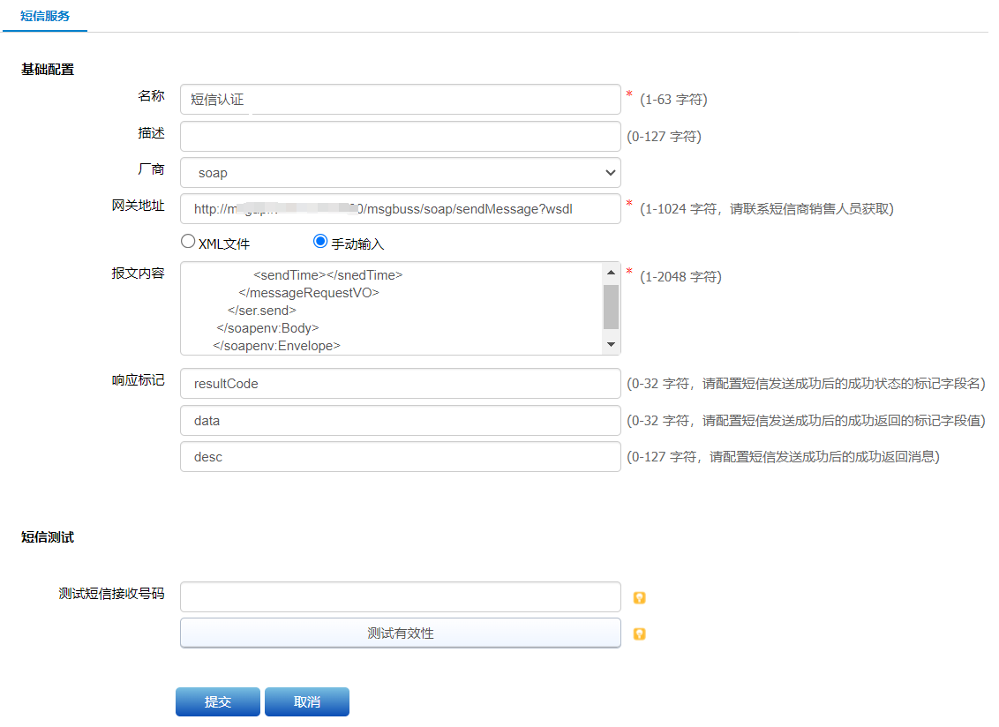 短信服务
基础配置
名称 短信认证 * (1-63 字符)
描述 (0-127 字符)
厂商 soap
网关地址 http://m 0/msgbuss/soap/sendMessage?wsdl * (1-1024 字符，请联系短信商销售人员获取)
XML文件 手动输入
报文内容 <sendTime></snedTime> * (1-2048 字符)
</messageRequestVO>
</ser.send>
</soapenv:Body>
</soapenv:Envelope>
响应标记 resultCode (0-32 字符，请配置短信发送成功后的成功状态的标记字段名)
data (0-32 字符，请配置短信发送成功后的成功返回的标记字段值)
desc (0-127 字符，请配置短信发送成功后的成功返回消息)
短信测试
测试短信接收号码
测试有效性
提交 取消